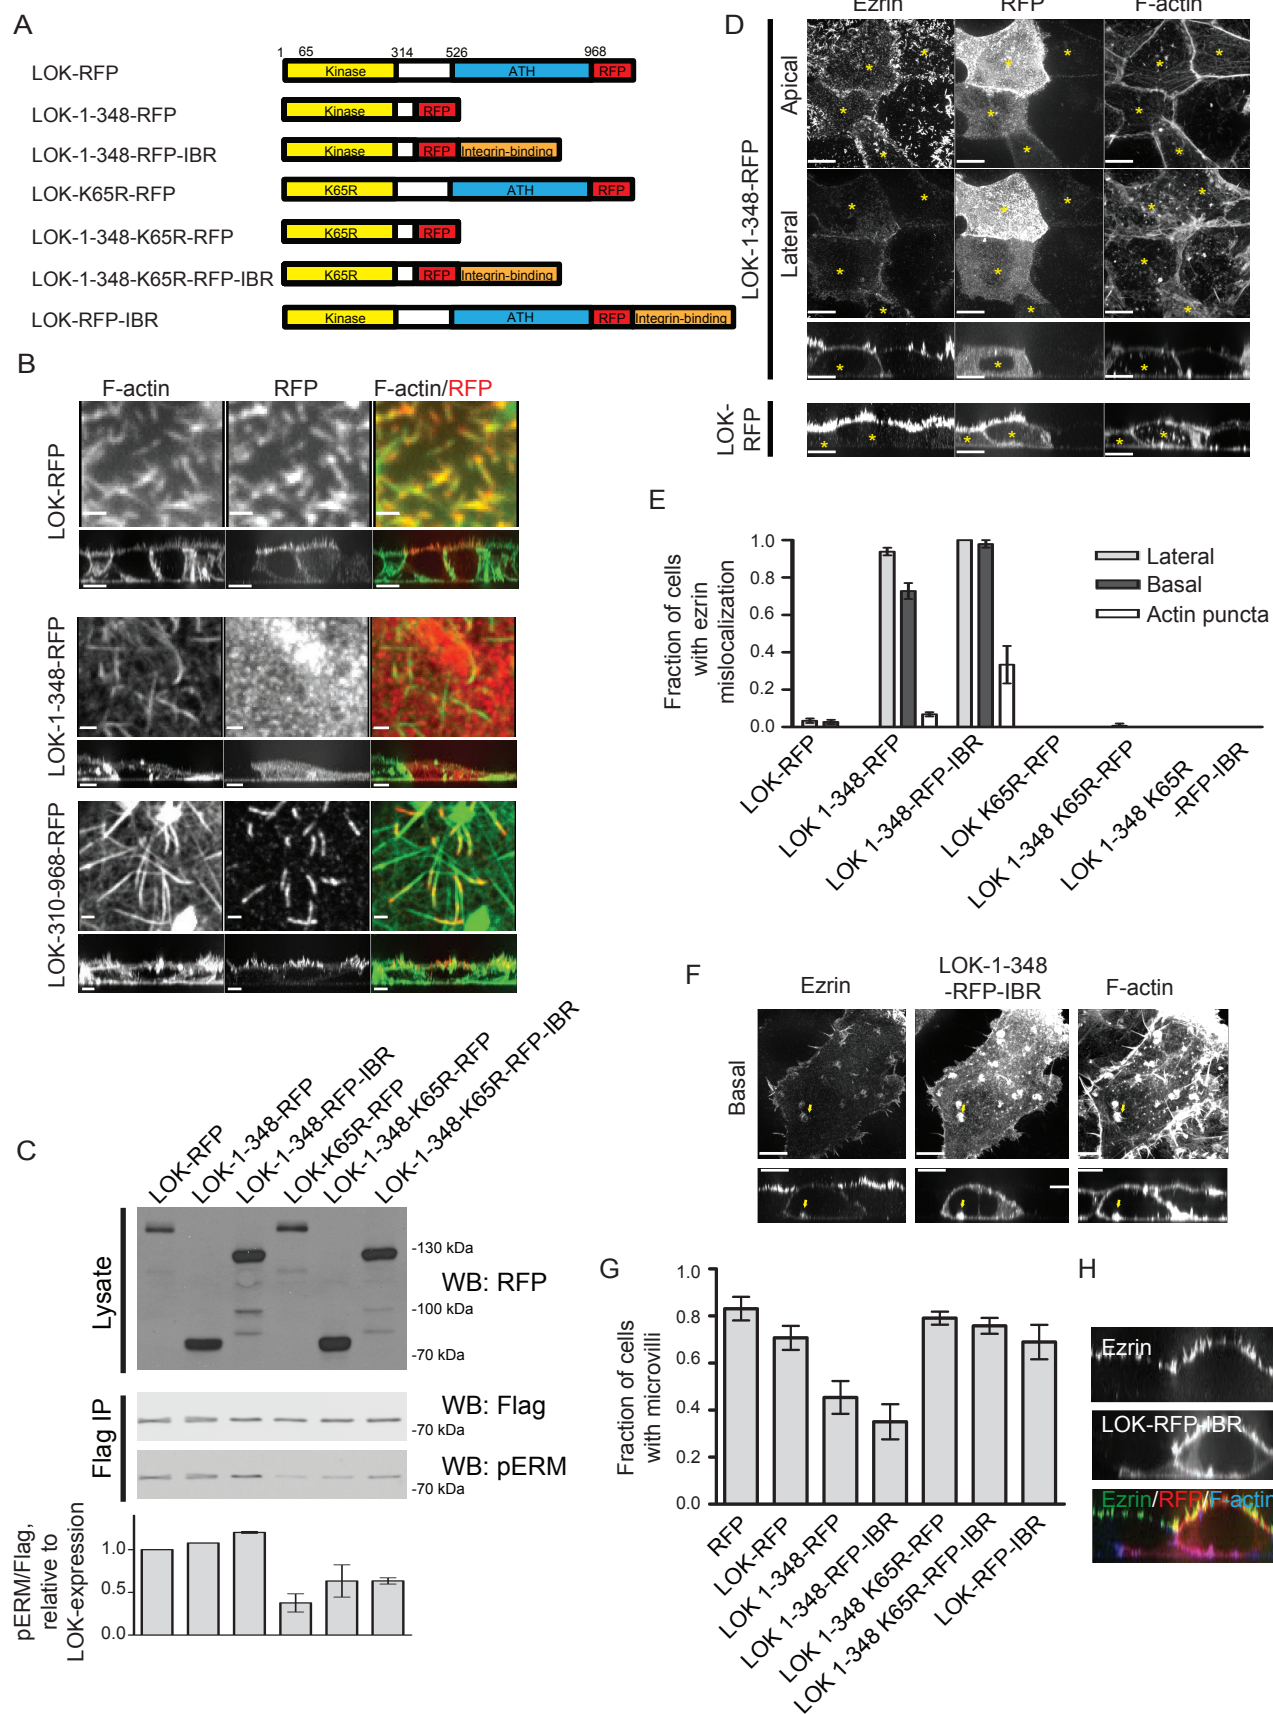 A
1 65 314 526 968
LOK-RFP Kinase ATH RFP
LOK-1-348-RFP Kinase RFP
LOK-1-348-RFP-IBR Kinase RFP Integrin-binding
LOK-K65R-RFP K65R ATH RFP
LOK-1-348-K65R-RFP K65R RFP
LOK-1-348-K65R-RFP-IBR K65R RFP Integrin-binding
LOK-RFP-IBR Kinase ATH RFP Integrin-binding
B
F-actin RFP F-actin/RFP
LOK-RFP
LOK-1-348-RFP
LOK-310-968-RFP
C
LOK-RFP
LOK-1-348-RFP
LOK-1-348-RFP-IBR
LOK-K65R-RFP
LOK-1-348-K65R-RFP
LOK-1-348-K65R-RFP-IBR
Lysate
-130 kDa
WB: RFP
-100 kDa
-70 kDa
Flag IP
WB: Flag
-70 kDa
WB: pERM
-70 kDa
pERM/Flag,
relative to
LOK-expression
1.0
0.5
0.0
D
Ezrin RFP F-actin
LOK-1-348-RFP
Apical
* * * * * * * * * * * *
Lateral
* * * * * * * * * * * *
* * *
LOK-
RFP
* * * * * *
E
Fraction of cells
with ezrin
mislocalization
1.0
0.8
0.6
0.4
0.2
0.0
Lateral
Basal
Actin puncta
LOK-RFP
LOK 1-348-RFP
LOK 1-348-RFP-IBR
LOK K65R-RFP
LOK 1-348 K65R-RFP
LOK 1-348 K65R
-RFP-IBR
F
Ezrin
LOK-1-348
-RFP-IBR
F-actin
Basal
G
Fraction of cells
with microvilli
1.0
0.8
0.6
0.4
0.2
0.0
RFP
LOK-RFP
LOK 1-348-RFP
LOK 1-348-RFP-IBR
LOK 1-348 K65R-RFP
LOK 1-348 K65R-RFP-IBR
LOK-RFP-IBR
H
Ezrin
LOK-RFP-IBR
Ezrin/RFP/F-actin